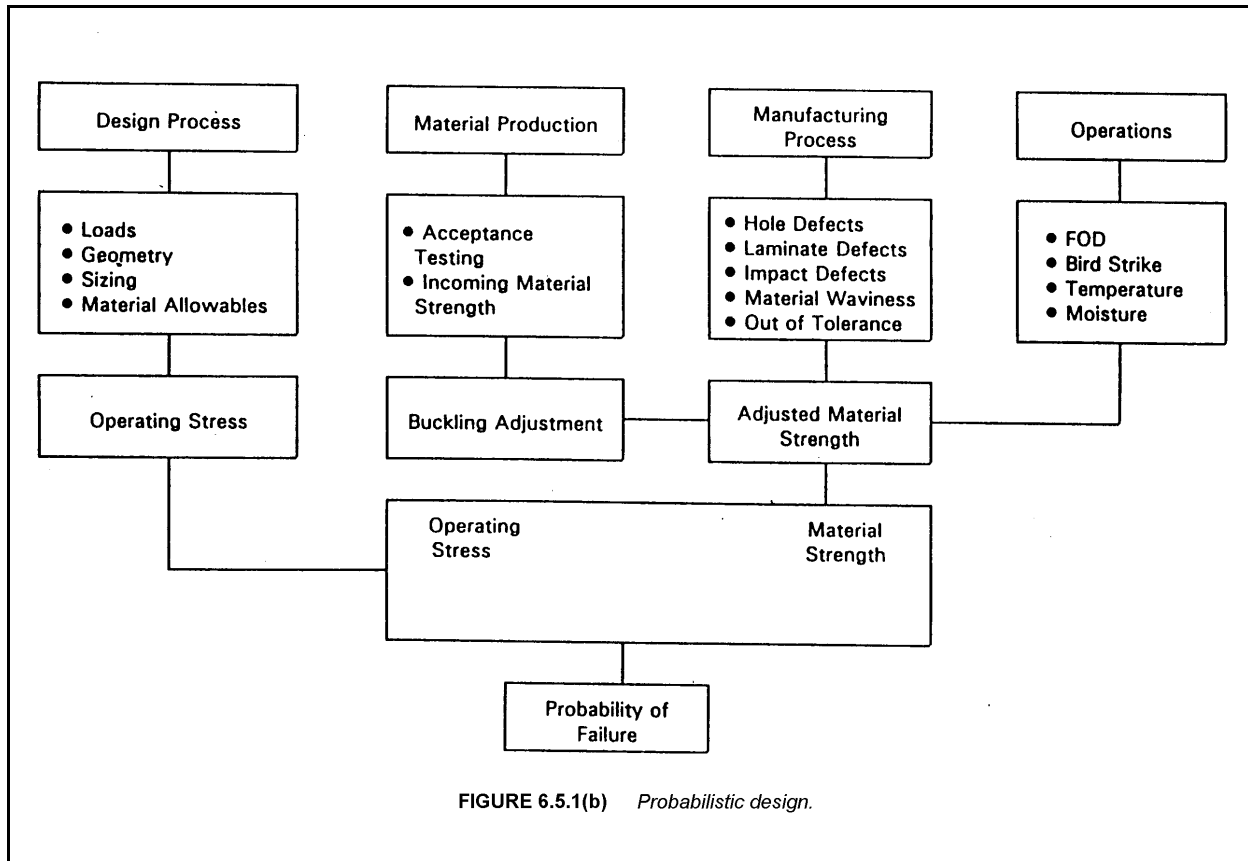 Design Process
Material Production
Manufacturing
Process
Operations
● Loads
● Geometry
● Sizing
● Material Allowables
● Acceptance
Testing
● Incoming Material
Strength
● Hole Defects
● Laminate Defects
● Impact Defects
● Material Waviness
● Out of Tolerance
● FOD
● Bird Strike
● Temperature
● Moisture
Operating Stress
Buckling Adjustment
Adjusted Material
Strength
Operating
Stress
Material
Strength
Probability of
Failure
FIGURE 6.5.1(b) Probabilistic design.